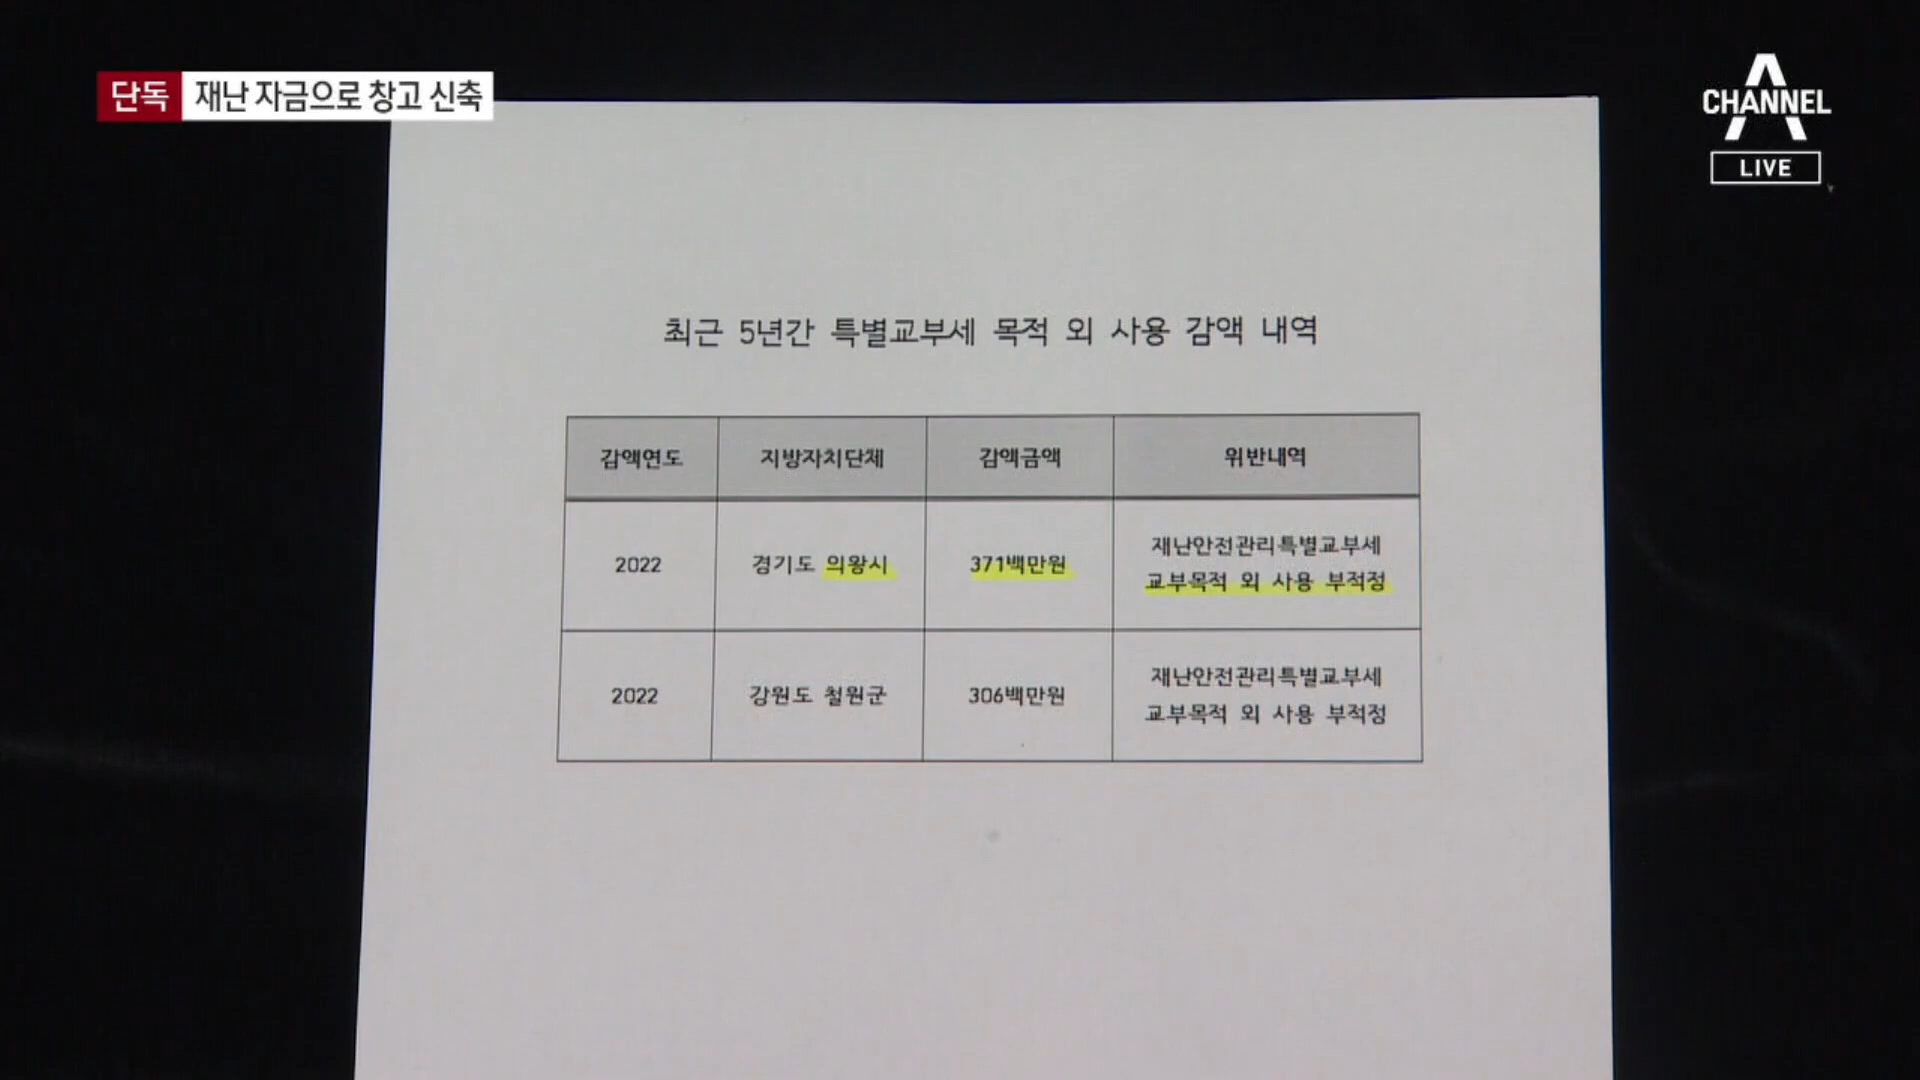 단독 재난 자금으로 창고 신축
CHANNEL A
LIVE
최근 5년간 특별교부세 목적 외 사용 감액 내역
감액연도 지방자치단체 감액금액 위반내역
2022 경기도 의왕시 371백만원 재난안전관리특별교부세
교부목적 외 사용 부적정
2022 강원도 철원군 306백만원 재난안전관리특별교부세
교부목적 외 사용 부적정